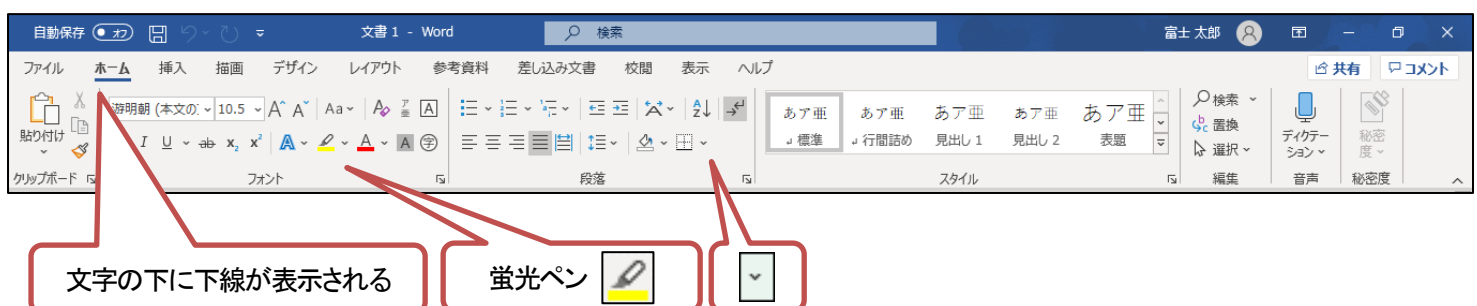 自動保存 オフ 文書 1 - Word 検索 富士 太郎
ファイル ホーム 挿入 描画 デザイン レイアウト 参考資料 差し込み文書 校閲 表示 ヘルプ 共有 コメント
貼り付け 游明朝 (本文の 10.5 A A Aa A ア亜 A あア亜 あア亜 あア亜 あア亜 あア亜 検索
I U ab x₂ x² A A A 字 標準 行間詰め 見出し 1 見出し 2 表題 置換 選択 ディクテーション 秘密度
クリップボード フォント 段落 スタイル 編集 音声 秘密度
文字の下に下線が表示される 蛍光ペン